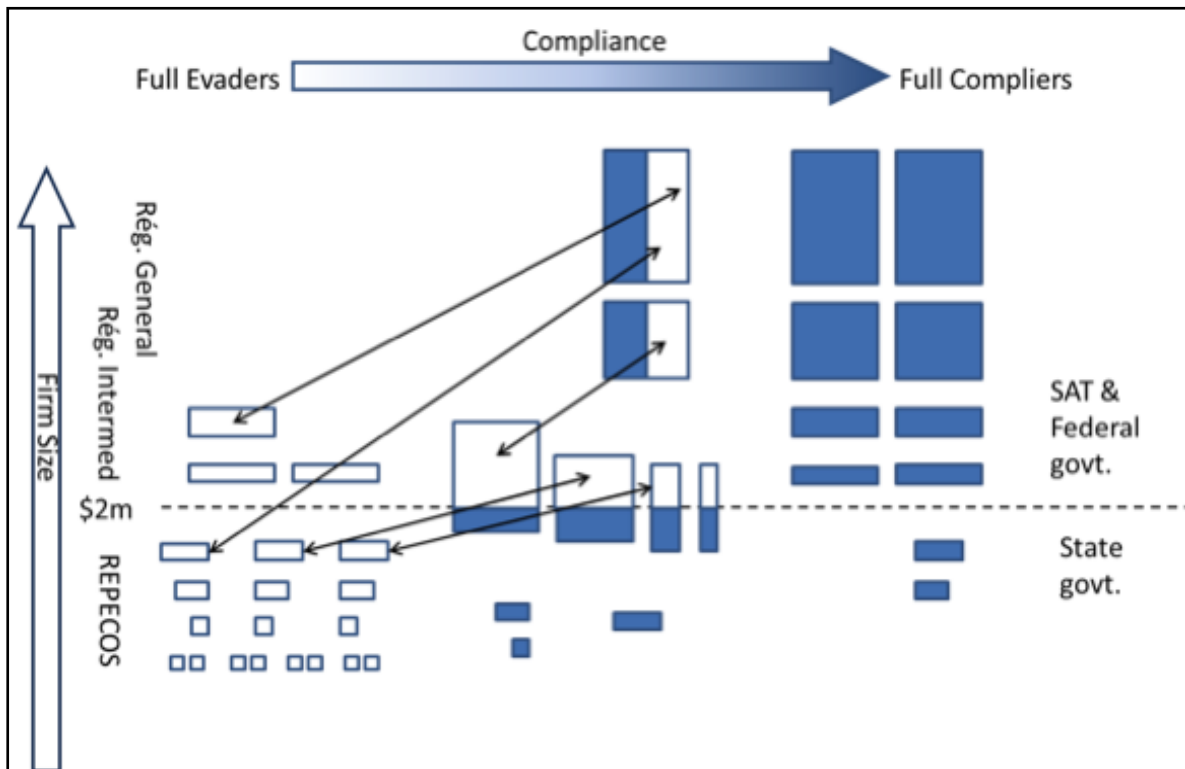 Compliance
Full Evaders
Full Compliers
Rég. General
Rég. Intermed
Firm Size
SAT &
Federal
govt.
$2m
REPECOS
State
govt.